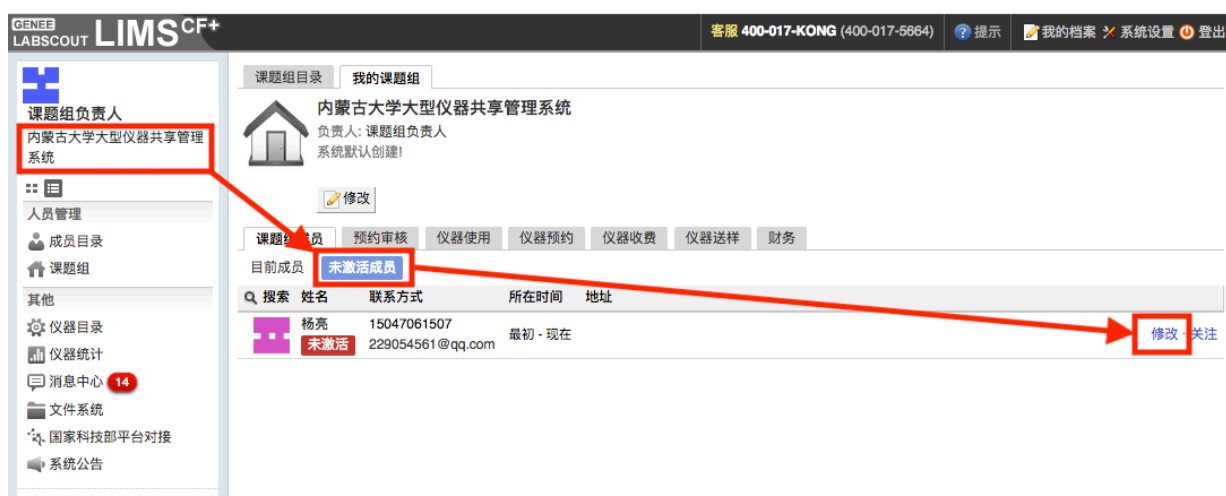 GENEE
LABSCOUT LIMS CF+
客服 400-017-KONG (400-017-5664) 提示 我的档案 系统设置 登出
课题组负责人
内蒙古大学大型仪器共享管理
系统
人员管理
成员目录
课题组
其他
仪器目录
仪器统计
消息中心 14
文件系统
国家科技部平台对接
系统公告
课题组目录 我的课题组
内蒙古大学大型仪器共享管理系统
负责人: 课题组负责人
系统默认创建!
修改
课题组成员 预约审核 仪器使用 仪器预约 仪器收费 仪器送样 财务
目前成员 未激活成员
搜索 姓名 联系方式 所在时间 地址
杨亮 15047061507
未激活 229054561@qq.com 最初 - 现在 修改 · 关注